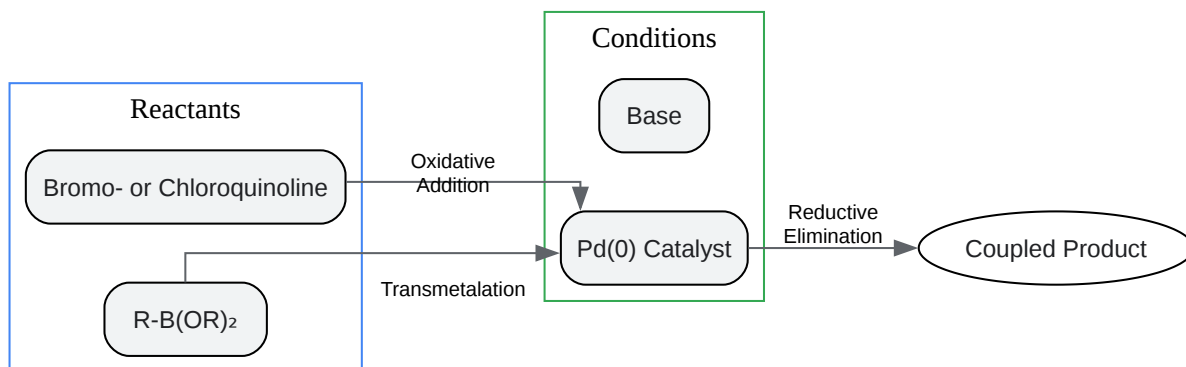 Conditions
Reactants
Base
Bromo- or Chloroquinoline
Oxidative
Addition
Pd(0) Catalyst
Reductive
Elimination
Coupled Product
Transmetalation
R-B(OR)₂